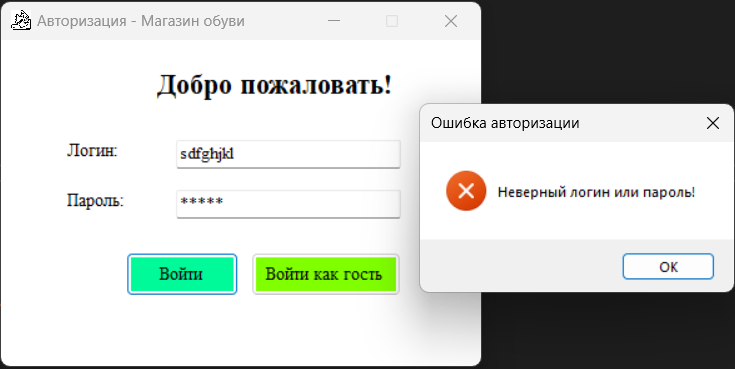 Авторизация - Магазин обуви
Добро пожаловать!
Логин:
sdfghjkl
Пароль:
*****
Войти
Войти как гость
Ошибка авторизации
Неверный логин или пароль!
OK